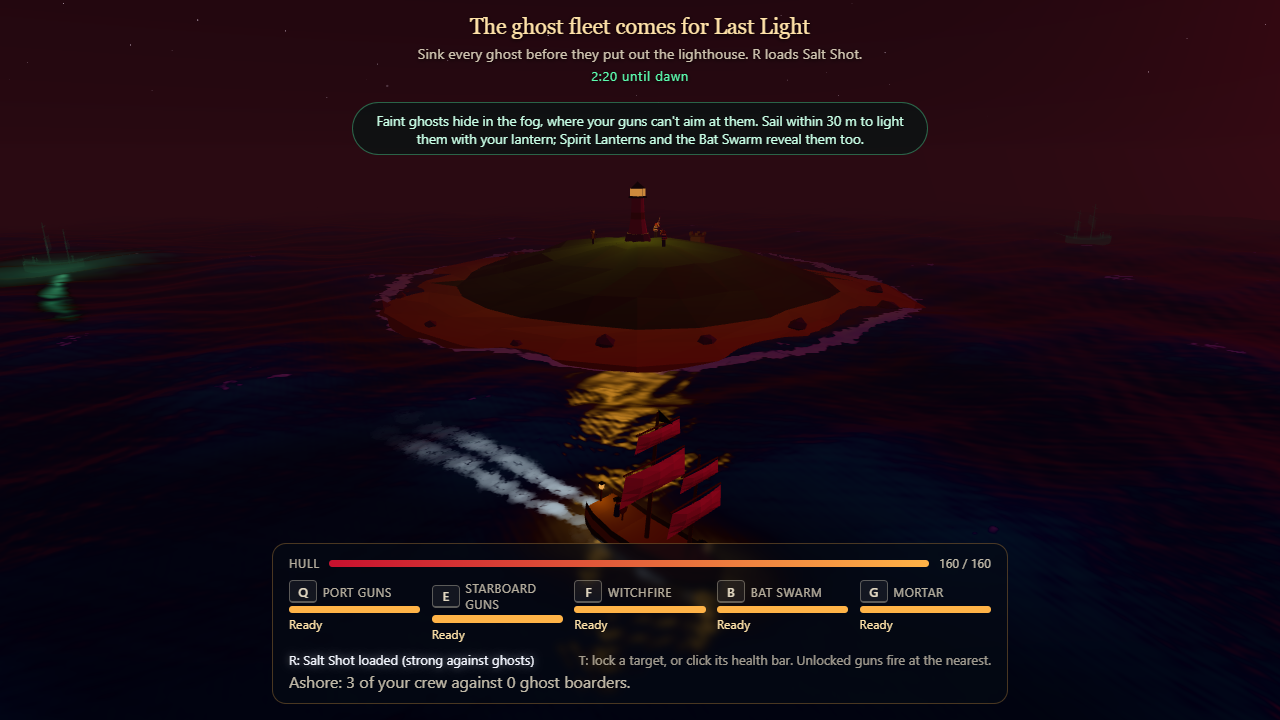 The ghost fleet comes for Last Light
Sink every ghost before they put out the lighthouse. R loads Salt Shot.
2:20 until dawn
Faint ghosts hide in the fog, where your guns can't aim at them. Sail within 30 m to light
them with your lantern; Spirit Lanterns and the Bat Swarm reveal them too.
HULL 160 / 160
Q PORT GUNS
Ready
E STARBOARD
GUNS
Ready
F WITCHFIRE
Ready
B BAT SWARM
Ready
G MORTAR
Ready
R: Salt Shot loaded (strong against ghosts)
T: lock a target, or click its health bar. Unlocked guns fire at the nearest.
Ashore: 3 of your crew against 0 ghost boarders.